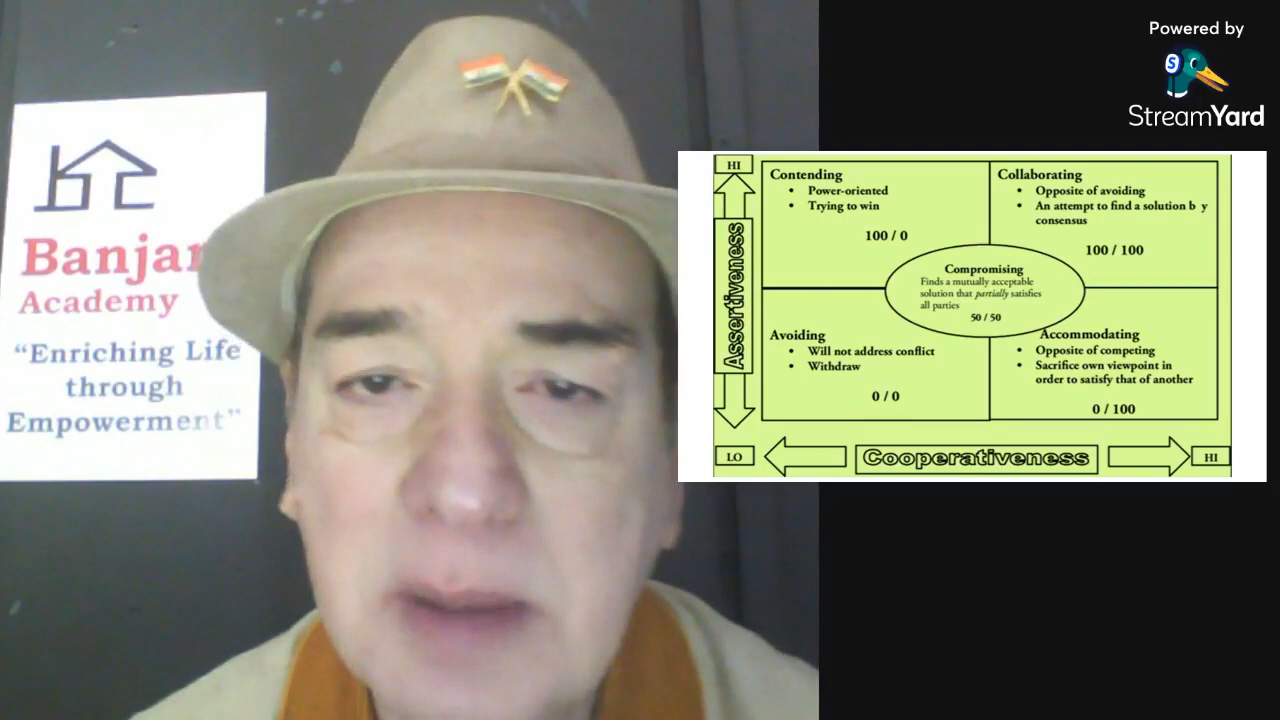 Powered by
S
StreamYard
bc
Banjar
Academy
“Enriching Life
through
Empowerment”
HI
Assertiveness
LO
Contending
• Power-oriented
• Trying to win
100 / 0
Collaborating
• Opposite of avoiding
• An attempt to find a solution b y
consensus
100 / 100
Compromising
Finds a mutually acceptable
solution that partially satisfies
all parties
50 / 50
Avoiding
• Will not address conflict
• Withdraw
0 / 0
Accommodating
• Opposite of competing
• Sacrifice own viewpoint in
order to satisfy that of another
0 / 100
Cooperativeness
HI